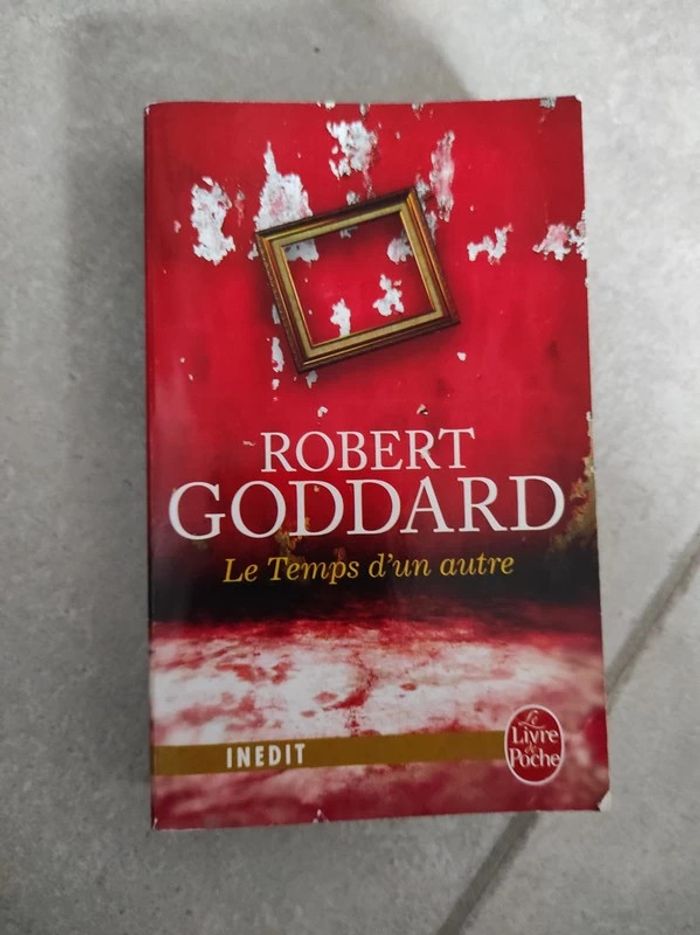 ROBERT
GODDARD
Le Temps d'un autre
INEDIT
Le
Livre
de
Poche